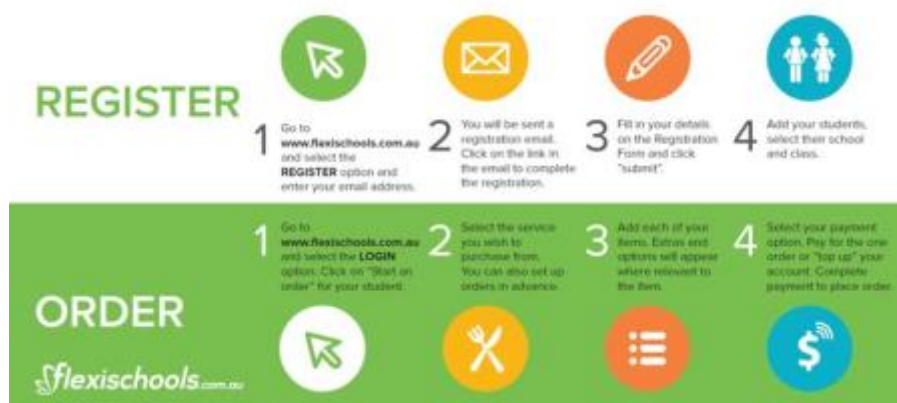 REGISTER
1
Go to
www.flexischools.com.au
and select the
REGISTER option and
enter your email address.
2
You will be sent a
registration email.
Click on the link in
the email to complete
the registration.
3
Fill in your details
on the Registration
Form and click
"submit".
4
Add your students,
select their school
and class.
ORDER
1
Go to
www.flexischools.com.au
and select the LOGIN
option. Click on "Start an
order" for your student.
2
Select the service
you wish to
purchase from.
You can also set up
orders in advance.
3
Add each of your
items. Extras and
options will appear
where relevant to
the item.
4
Select your payment
option. Pay for the one
order or "top up" your
account. Complete
payment to place order.
$
flexischools.com.au